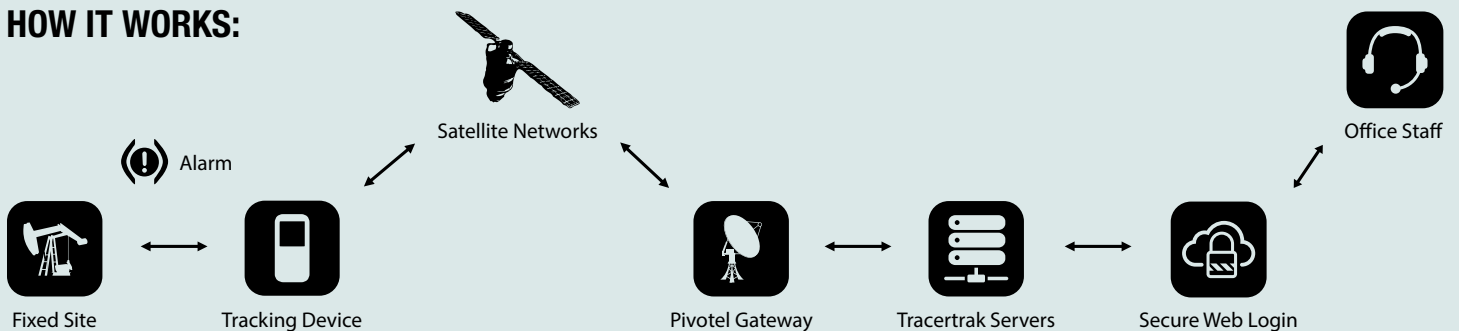 HOW IT WORKS:
Satellite Networks
Office Staff
Alarm
Fixed Site
Tracking Device
Pivotel Gateway
Tracertrak Servers
Secure Web Login